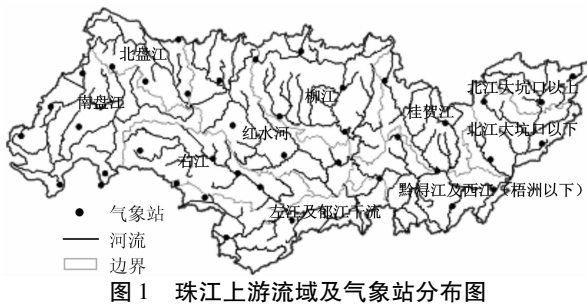 北盘江
北江大坑口以上
南盘江
柳江
桂贺江
红水河
北江大坑口以下
右江
黔浔江及西江（梧洲以下）
左江及郁江干流
气象站
河流
边界
图1 珠江上游流域及气象站分布图